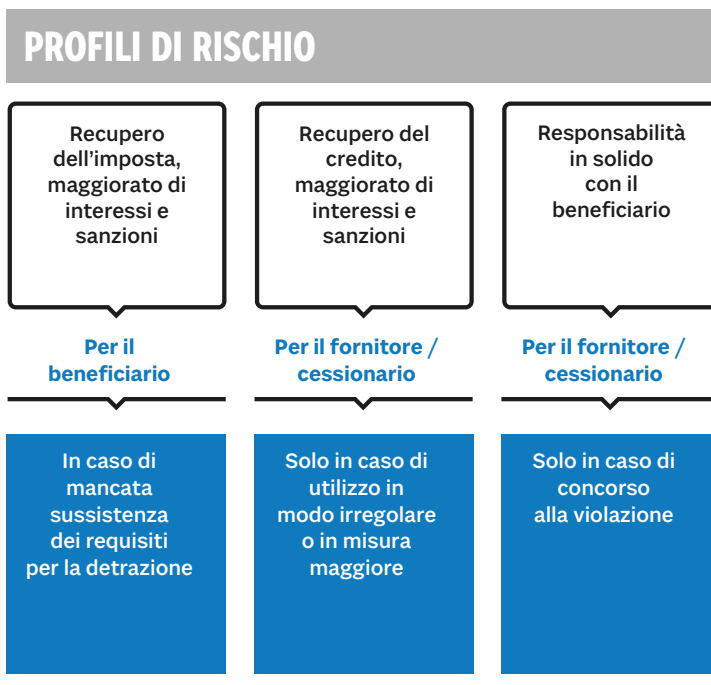 PROFILI DI RISCHIO
Recupero
dell'imposta,
maggiorato di
interessi e
sanzioni
Per il
beneficiario
In caso di
mancata
sussistenza
dei requisiti
per la detrazione
Recupero del
credito,
maggiorato di
interessi e
sanzioni
Per il fornitore /
cessionario
Solo in caso di
utilizzo in
modo irregolare
o in misura
maggiore
Responsabilità
in solido
con il
beneficiario
Per il fornitore /
cessionario
Solo in caso di
concorso
alla violazione